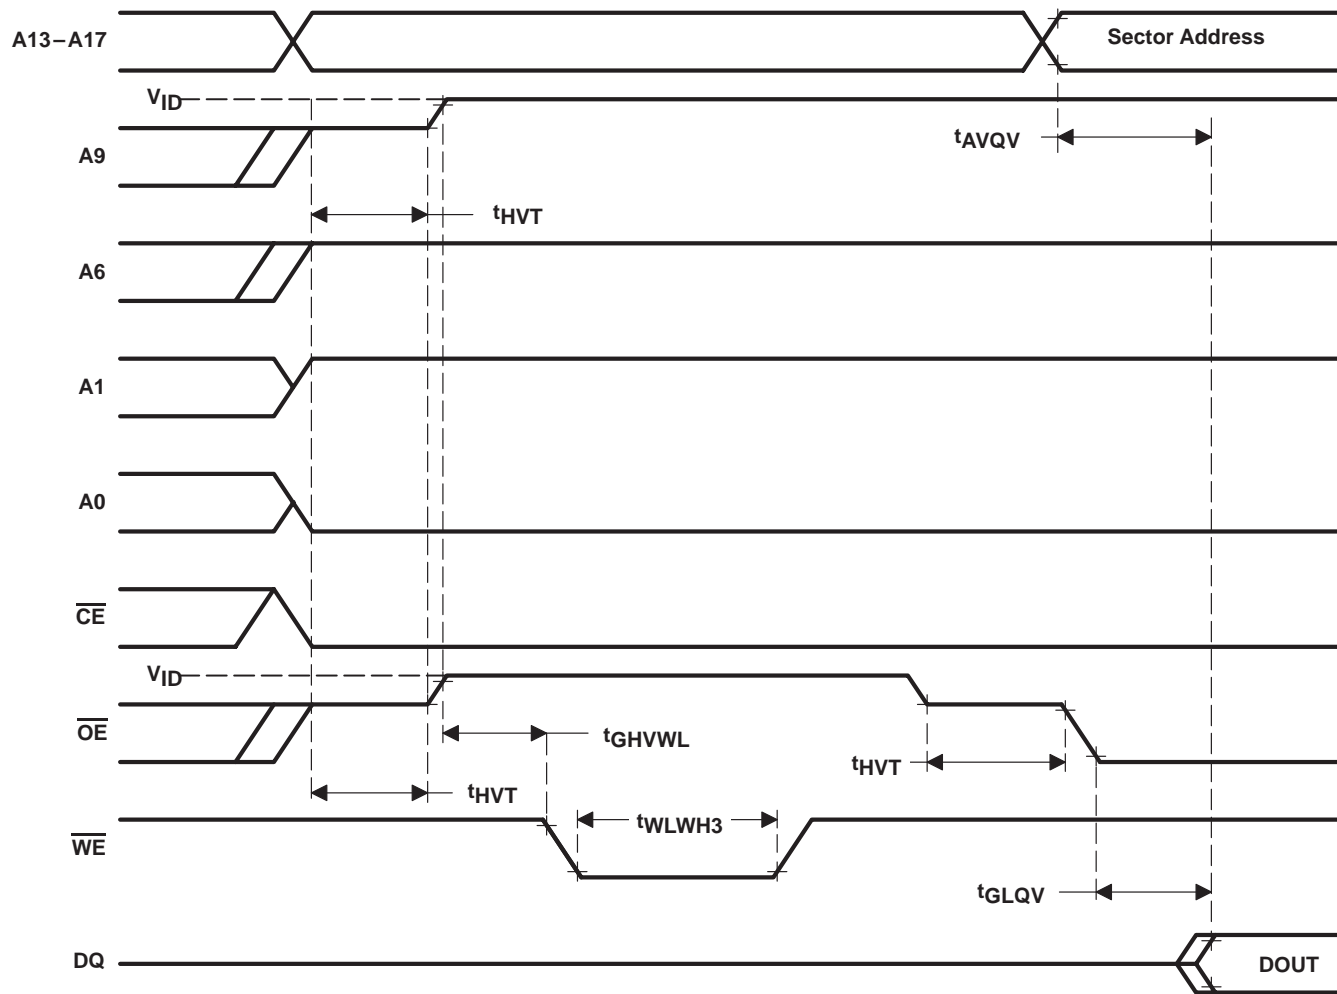 A13–A17
Sector Address
VID
A9
tAVQV
tHVT
A6
A1
A0
CE
VID
OE
tGHVWL
tHVT
tHVT
WE
tWLWH3
tGLQV
DQ
DOUT